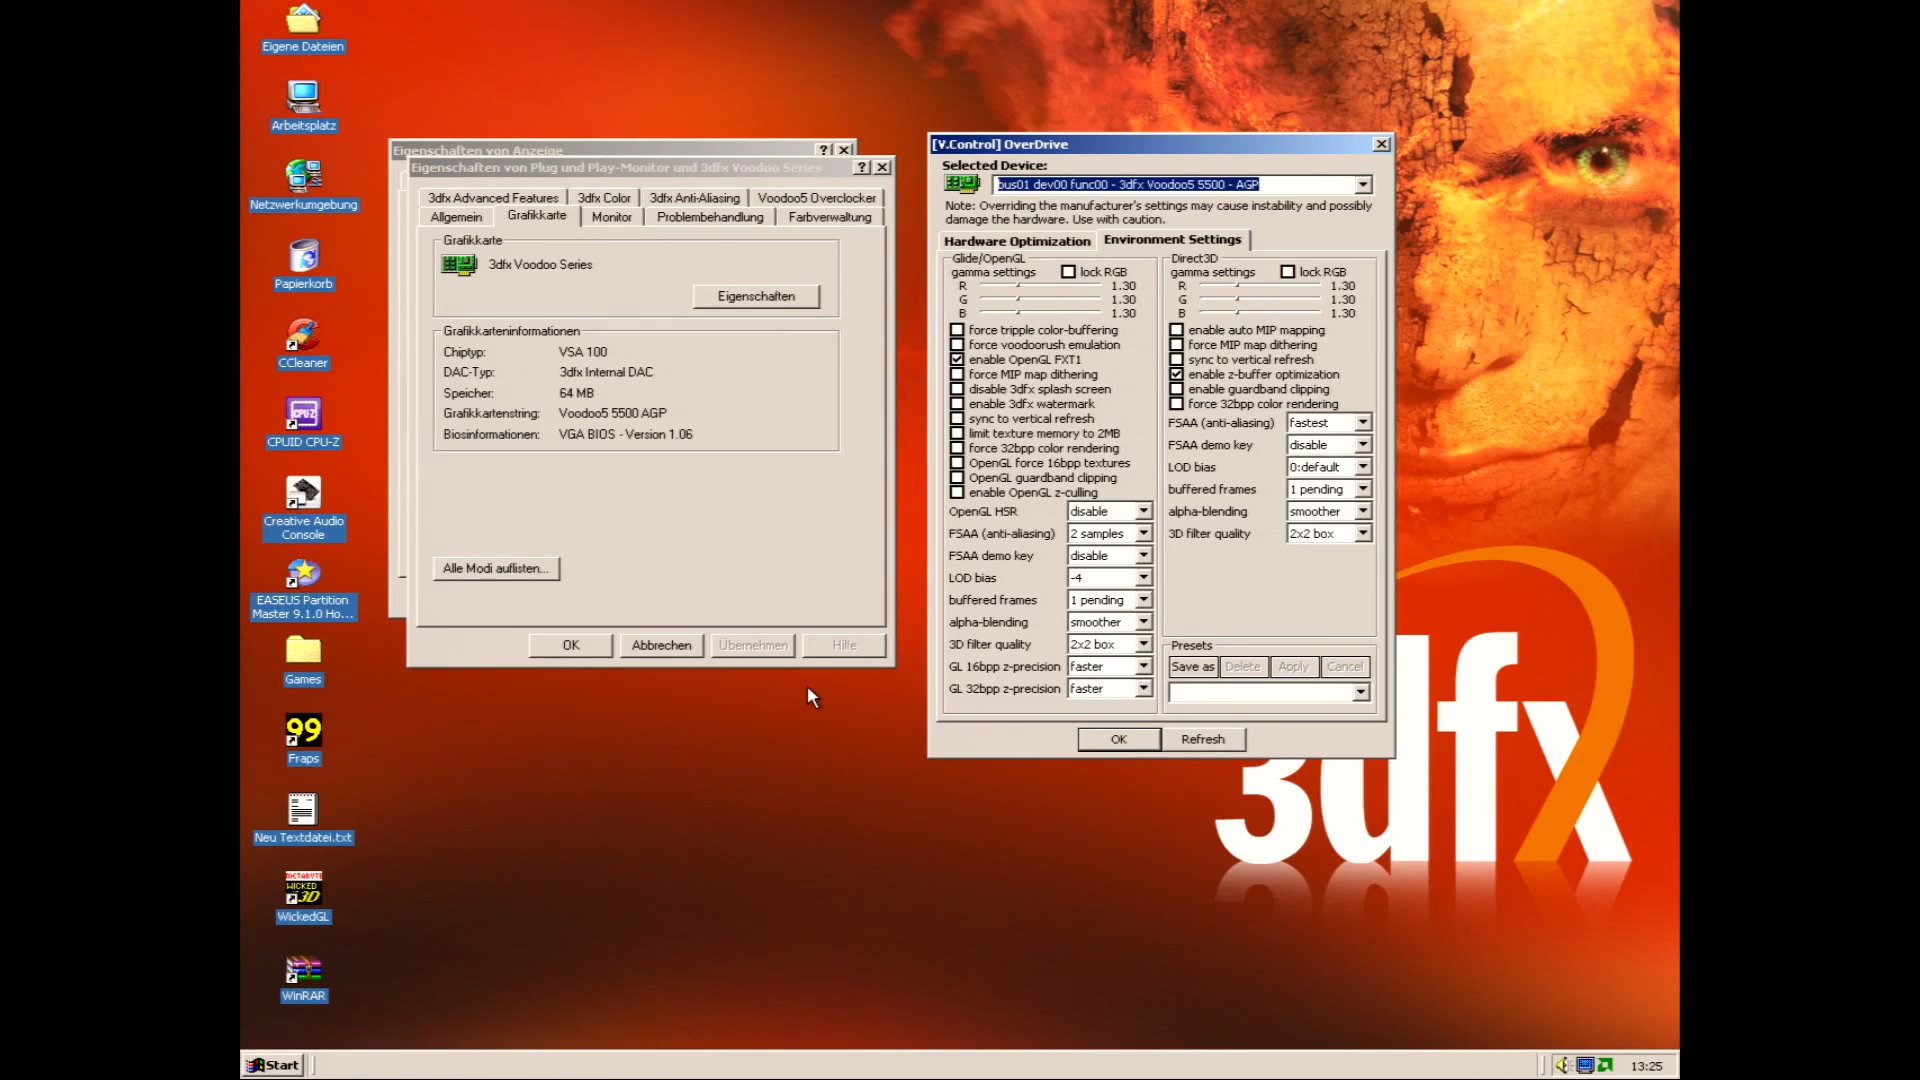 Eigene Dateien
Arbeitsplatz
Netzwerkumgebung
Papierkorb
CCleaner
CPUID CPU-Z
Creative Audio
Console
EASEUS Partition
Master 9.1.0 Ho...
Games
99
Fraps
Neu Textdatei.txt
WICKED
3D
WickedGL
WinRAR
Eigenschaften von Anzeige
Eigenschaften von Plug und Play-Monitor und 3dfx Voodoo Series
3dfx Advanced Features
3dfx Color
3dfx Anti-Aliasing
Voodoo5 Overclocker
Allgemein
Grafikkarte
Monitor
Problembehandlung
Farbverwaltung
Grafikkarte
3dfx Voodoo Series
Eigenschaften
Grafikkarteninformationen
Chiptyp: VSA 100
DAC-Typ: 3dfx Internal DAC
Speicher: 64 MB
Grafikkartenstring: Voodoo5 5500 AGP
Biosinformationen: VGA BIOS - Version 1.06
Alle Modi auflisten...
OK
Abbrechen
Übernehmen
Hilfe
[V.Control] OverDrive
Selected Device:
bus01 dev00 func00 - 3dfx Voodoo5 5500 - AGP
Note: Overriding the manufacturer's settings may cause instability and possibly
damage the hardware. Use with caution.
Hardware Optimization
Environment Settings
Glide/OpenGL
gamma settings
lock RGB
R 1.30
G 1.30
B 1.30
force tripple color-buffering
force voodoorush emulation
enable OpenGL FXT1
force MIP map dithering
disable 3dfx splash screen
enable 3dfx watermark
sync to vertical refresh
limit texture memory to 2MB
force 32bpp color rendering
OpenGL force 16bpp textures
OpenGL guardband clipping
enable OpenGL z-culling
OpenGL HSR disable
FSAA (anti-aliasing) 2 samples
FSAA demo key disable
LOD bias -4
buffered frames 1 pending
alpha-blending smoother
3D filter quality 2x2 box
GL 16bpp z-precision faster
GL 32bpp z-precision faster
Direct3D
gamma settings
lock RGB
R 1.30
G 1.30
B 1.30
enable auto MIP mapping
force MIP map dithering
sync to vertical refresh
enable z-buffer optimization
enable guardband clipping
force 32bpp color rendering
FSAA (anti-aliasing) fastest
FSAA demo key disable
LOD bias 0:default
buffered frames 1 pending
alpha-blending smoother
3D filter quality 2x2 box
Presets
Save as
Delete
Apply
Cancel
OK
Refresh
3dfx
Start
13:25